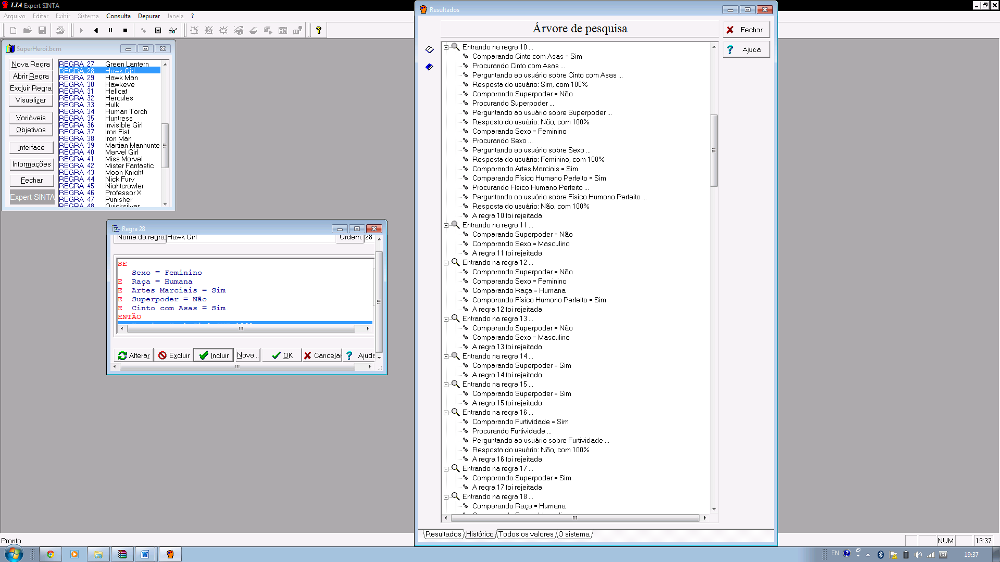 LIA Expert SINTA
Arquivo Editar Exibir Sistema Consulta Depurar Janela ?
SuperHeroi.bcm
Nova Regra
Abrir Regra
Excluir Regra
Visualizar
Variáveis
Objetivos
Interface
Informações
Fechar
Expert SINTA
REGRA 27 Green Lantern
REGRA 28 Hawk Girl
REGRA 29 Hawk Man
REGRA 30 Hawkeye
REGRA 31 Hellcat
REGRA 32 Hercules
REGRA 33 Hulk
REGRA 34 Human Torch
REGRA 35 Huntress
REGRA 36 Invisible Girl
REGRA 37 Iron Fist
REGRA 38 Iron Man
REGRA 39 Martian Manhunte
REGRA 40 Marvel Girl
REGRA 41 Miss Marvel
REGRA 42 Mister Fantastic
REGRA 43 Moon Knight
REGRA 44 Nick Fury
REGRA 45 Nightcrawler
REGRA 46 Professor X
REGRA 47 Punisher
REGRA 48 Quicksilver
Regra 28
Nome da regra: Hawk Girl Ordem: 28
SE
Sexo = Feminino
E Raça = Humana
E Artes Marciais = Sim
E Superpoder = Não
E Cinto com Asas = Sim
ENTÃO
Alterar Excluir Incluir Nova... OK Cancelar Ajuda
Resultados
Árvore de pesquisa
Fechar
Ajuda
Entrando na regra 10 ...
Comparando Cinto com Asas = Sim
Procurando Cinto com Asas ...
Perguntando ao usuário sobre Cinto com Asas ...
Resposta do usuário: Sim, com 100%
Comparando Superpoder = Não
Procurando Superpoder ...
Perguntando ao usuário sobre Superpoder ...
Resposta do usuário: Não, com 100%
Comparando Sexo = Feminino
Procurando Sexo ...
Perguntando ao usuário sobre Sexo ...
Resposta do usuário: Feminino, com 100%
Comparando Artes Marciais = Sim
Comparando Físico Humano Perfeito = Sim
Procurando Físico Humano Perfeito ...
Perguntando ao usuário sobre Físico Humano Perfeito ...
Resposta do usuário: Não, com 100%
A regra 10 foi rejeitada.
Entrando na regra 11 ...
Comparando Superpoder = Não
Comparando Sexo = Masculino
A regra 11 foi rejeitada.
Entrando na regra 12 ...
Comparando Superpoder = Não
Comparando Sexo = Feminino
Comparando Raça = Humana
Comparando Físico Humano Perfeito = Sim
A regra 12 foi rejeitada.
Entrando na regra 13 ...
Comparando Superpoder = Não
Comparando Sexo = Masculino
A regra 13 foi rejeitada.
Entrando na regra 14 ...
Comparando Superpoder = Sim
A regra 14 foi rejeitada.
Entrando na regra 15 ...
Comparando Superpoder = Sim
A regra 15 foi rejeitada.
Entrando na regra 16 ...
Comparando Furtividade = Sim
Procurando Furtividade ...
Perguntando ao usuário sobre Furtividade ...
Resposta do usuário: Não, com 100%
A regra 16 foi rejeitada.
Entrando na regra 17 ...
Comparando Superpoder = Sim
A regra 17 foi rejeitada.
Entrando na regra 18 ...
Comparando Raça = Humana
Resultados Histórico Todos os valores O sistema
Pronto.
NUM 19:37
EN 19:37